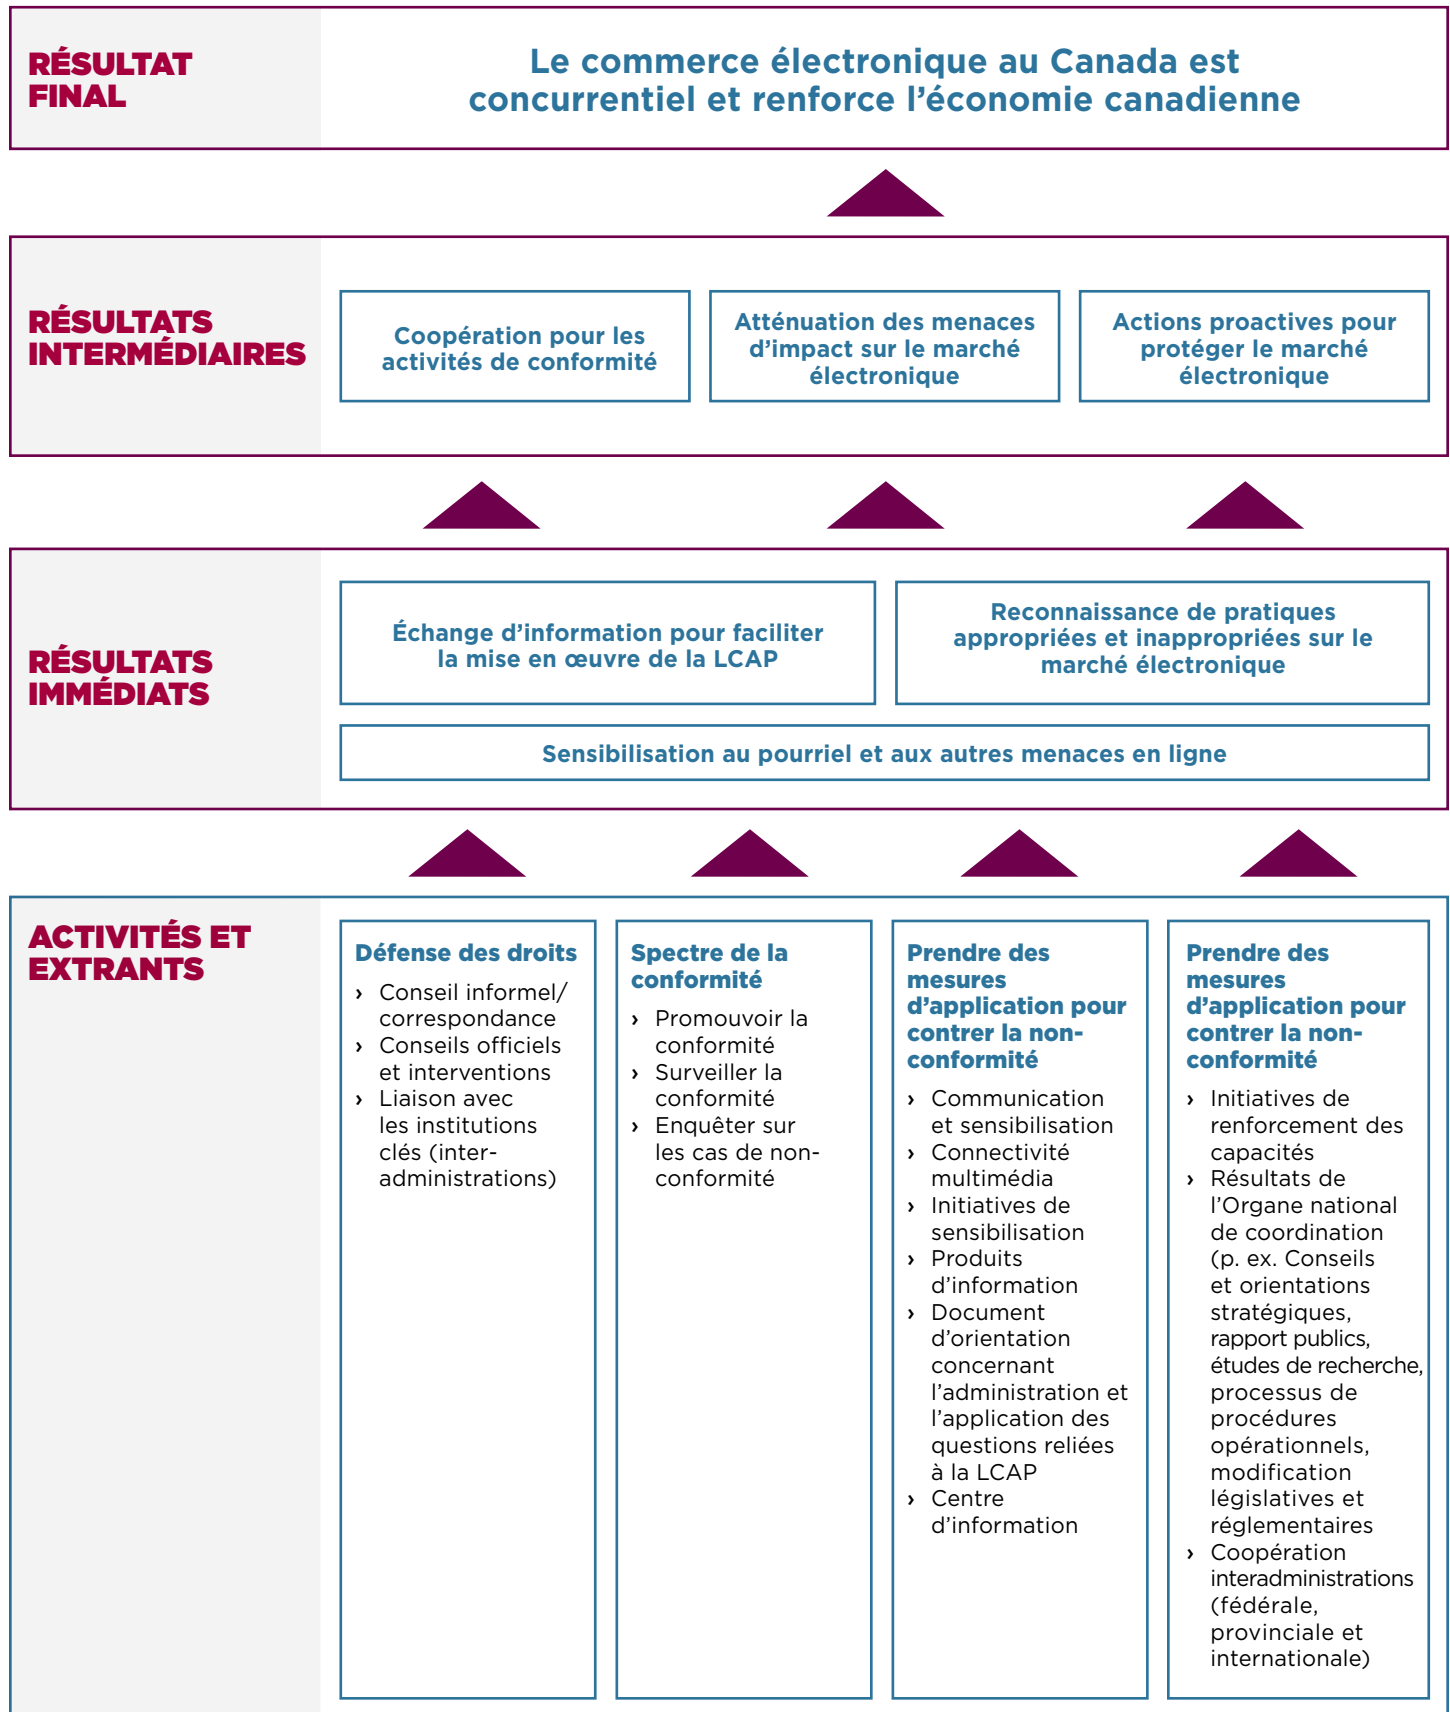 RÉSULTAT
FINAL
Le commerce électronique au Canada est
concurrentiel et renforce l’économie canadienne
RÉSULTATS
INTERMÉDIAIRES
Coopération pour les
activités de conformité
Atténuation des menaces
d’impact sur le marché
électronique
Actions proactives pour
protéger le marché
électronique
RÉSULTATS
IMMÉDIATS
Échange d’information pour faciliter
la mise en œuvre de la LCAP
Reconnaissance de pratiques
appropriées et inappropriées sur le
marché électronique
Sensibilisation au pourriel et aux autres menaces en ligne
ACTIVITÉS ET
EXTRANTS
Défense des droits
› Conseil informel/
correspondance
› Conseils officiels
et interventions
› Liaison avec
les institutions
clés (inter-
administrations)
Spectre de la
conformité
› Promouvoir la
conformité
› Surveiller la
conformité
› Enquêter sur
les cas de non-
conformité
Prendre des
mesures
d’application pour
contrer la non-
conformité
› Communication
et sensibilisation
› Connectivité
multimédia
› Initiatives de
sensibilisation
› Produits
d’information
› Document
d’orientation
concernant
l’administration et
l’application des
questions reliées
à la LCAP
› Centre
d’information
Prendre des
mesures
d’application pour
contrer la non-
conformité
› Initiatives de
renforcement des
capacités
› Résultats de
l’Organe national
de coordination
(p. ex. Conseils
et orientations
stratégiques,
rapport publics,
études de recherche,
processus de
procédures
opérationnels,
modification
législatives et
réglementaires
› Coopération
interadministrations
(fédérale,
provinciale et
internationale)